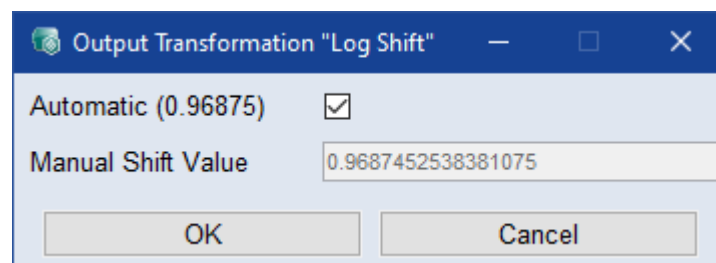 Output Transformation "Log Shift"
Automatic (0.96875)
Manual Shift Value 0.9687452538381075
OK Cancel